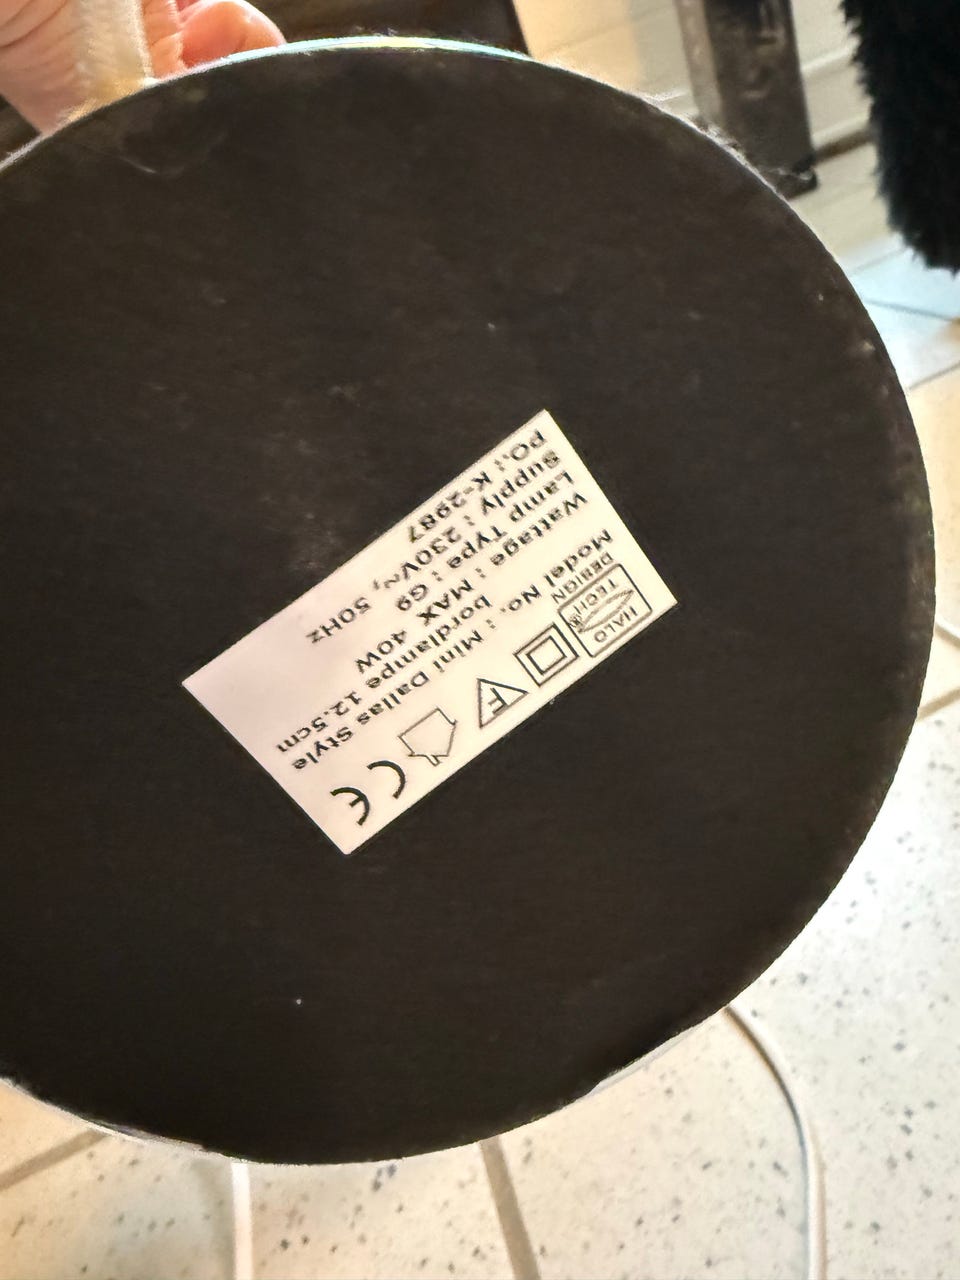 HALO
TECH®
DESIGN
F
CE
Model No. : Mini Dallas Style
bordlampe 12.5cm
Wattage : MAX 40W
Lamp Type : G9
Supply : 230V~, 50Hz
PO.: K-2987